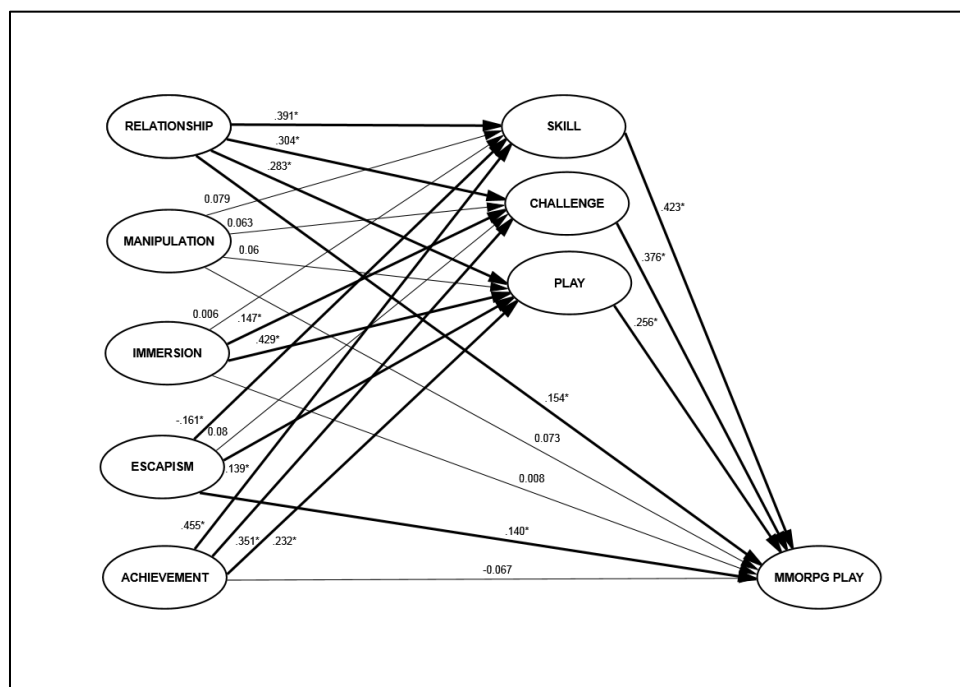 RELATIONSHIP
.391*
SKILL
.304*
.283*
0.079
CHALLENGE
.423*
MANIPULATION
0.063
0.06
.376*
PLAY
0.006
.147*
.256*
IMMERSION
.429*
.154*
-.161*
0.08
0.073
ESCAPISM
.139*
0.008
.455*
.351*
.232*
.140*
ACHIEVEMENT
-0.067
MMORPG PLAY